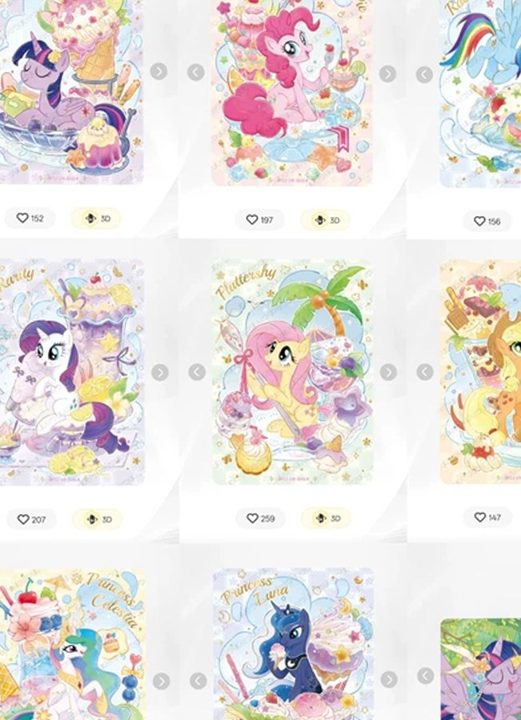 152
3D
197
3D
156
Rarity
Fluttershy
207
3D
259
3D
147
Princess
Celestia
Princess
Luna